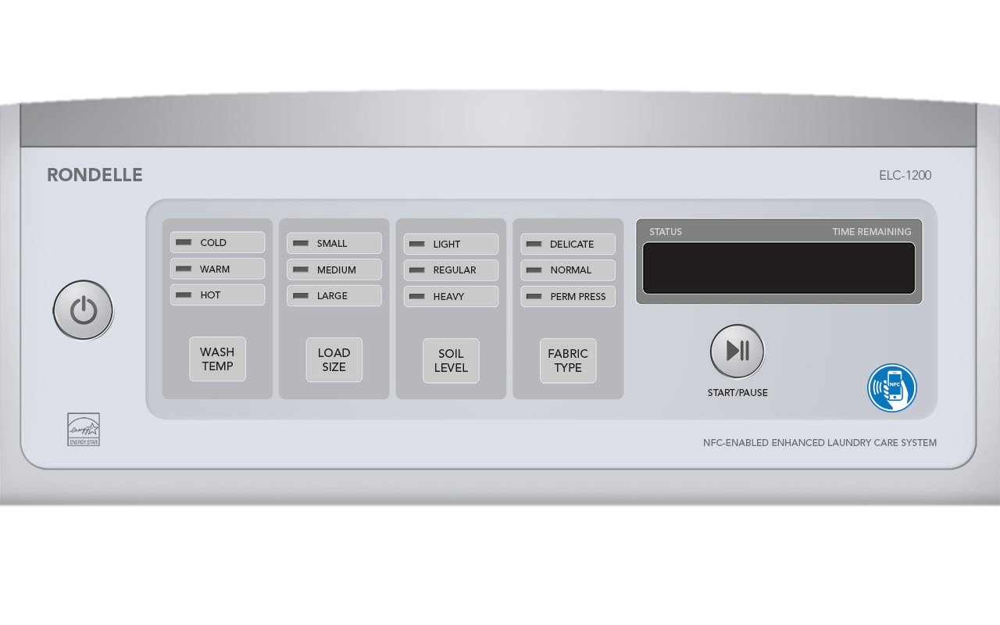 RONDELLE
ELC-1200
COLD
WARM
HOT
WASH
TEMP
SMALL
MEDIUM
LARGE
LOAD
SIZE
LIGHT
REGULAR
HEAVY
SOIL
LEVEL
DELICATE
NORMAL
PERM PRESS
FABRIC
TYPE
STATUS
TIME REMAINING
START/PAUSE
NFC
energy
ENERGY STAR
NFC-ENABLED ENHANCED LAUNDRY CARE SYSTEM